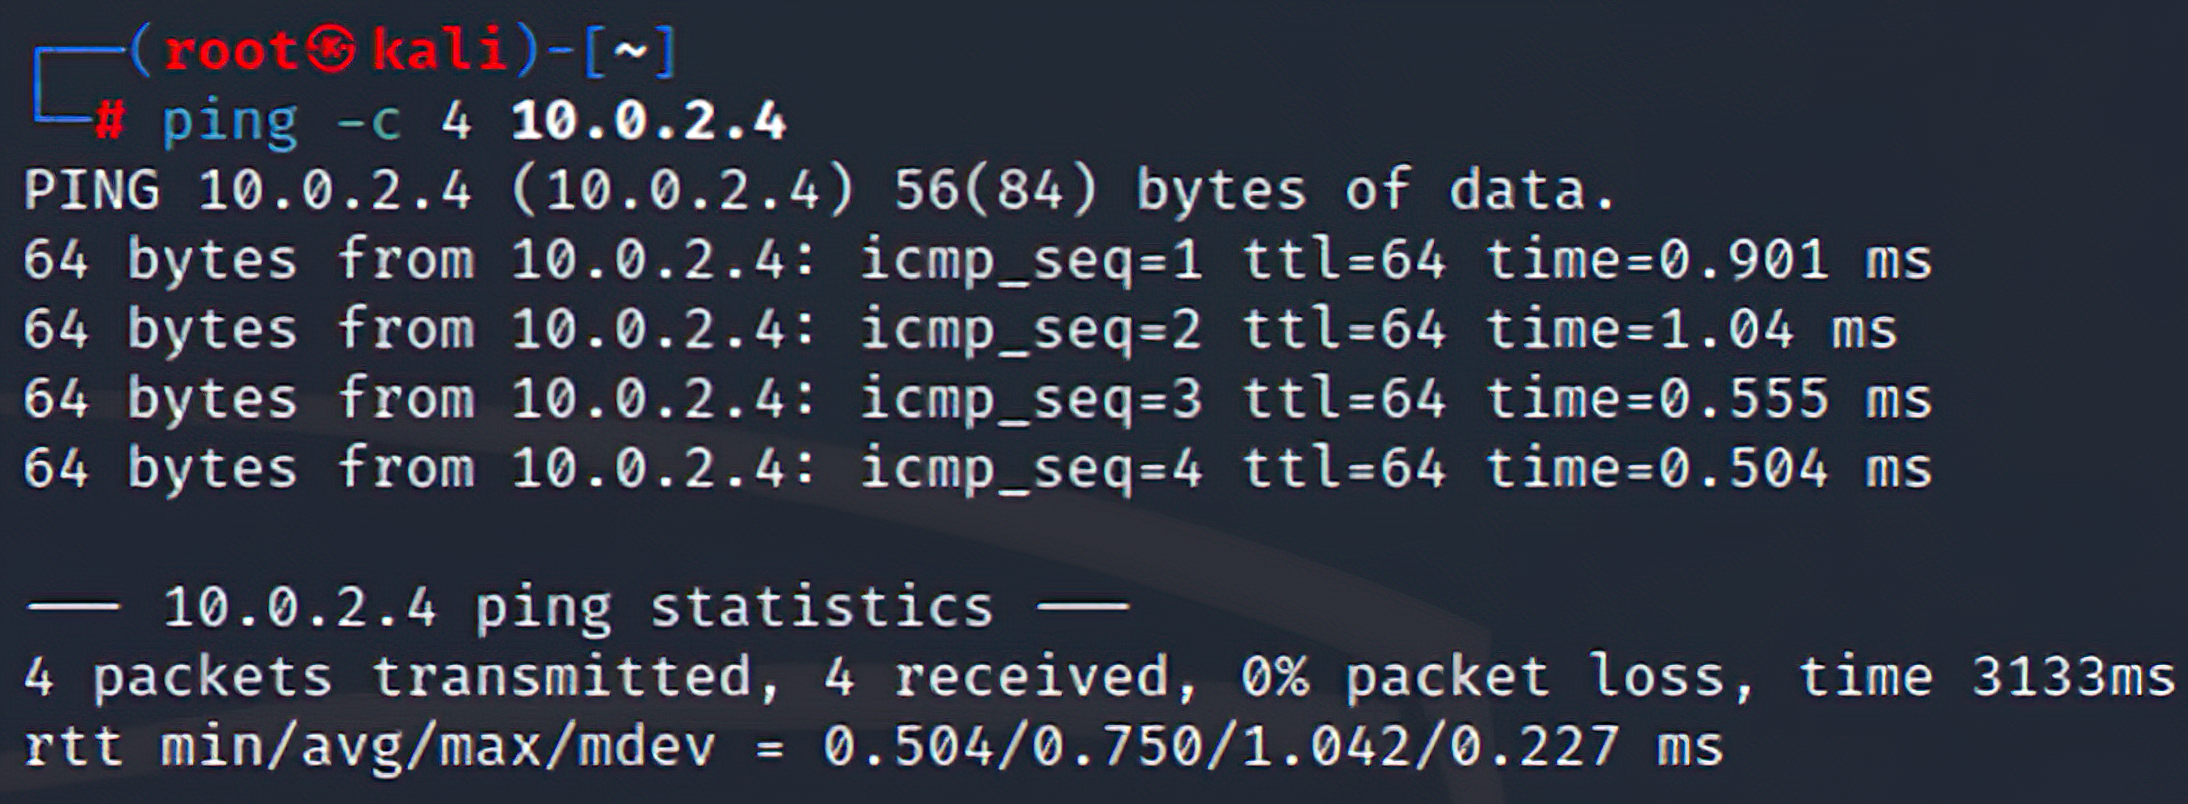 ┌──(root㉿kali)-[~]
└─# ping -c 4 10.0.2.4
PING 10.0.2.4 (10.0.2.4) 56(84) bytes of data.
64 bytes from 10.0.2.4: icmp_seq=1 ttl=64 time=0.901 ms
64 bytes from 10.0.2.4: icmp_seq=2 ttl=64 time=1.04 ms
64 bytes from 10.0.2.4: icmp_seq=3 ttl=64 time=0.555 ms
64 bytes from 10.0.2.4: icmp_seq=4 ttl=64 time=0.504 ms
--- 10.0.2.4 ping statistics ---
4 packets transmitted, 4 received, 0% packet loss, time 3133ms
rtt min/avg/max/mdev = 0.504/0.750/1.042/0.227 ms